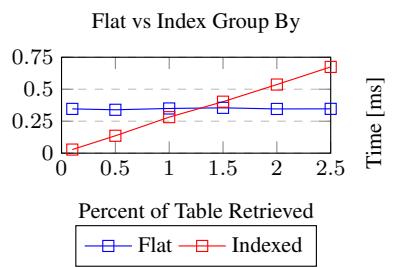 Flat vs Index Group By
0.75
0.5
0.25
0
0 0.5 1 1.5 2 2.5
Time [ms]
Percent of Table Retrieved
Flat Indexed